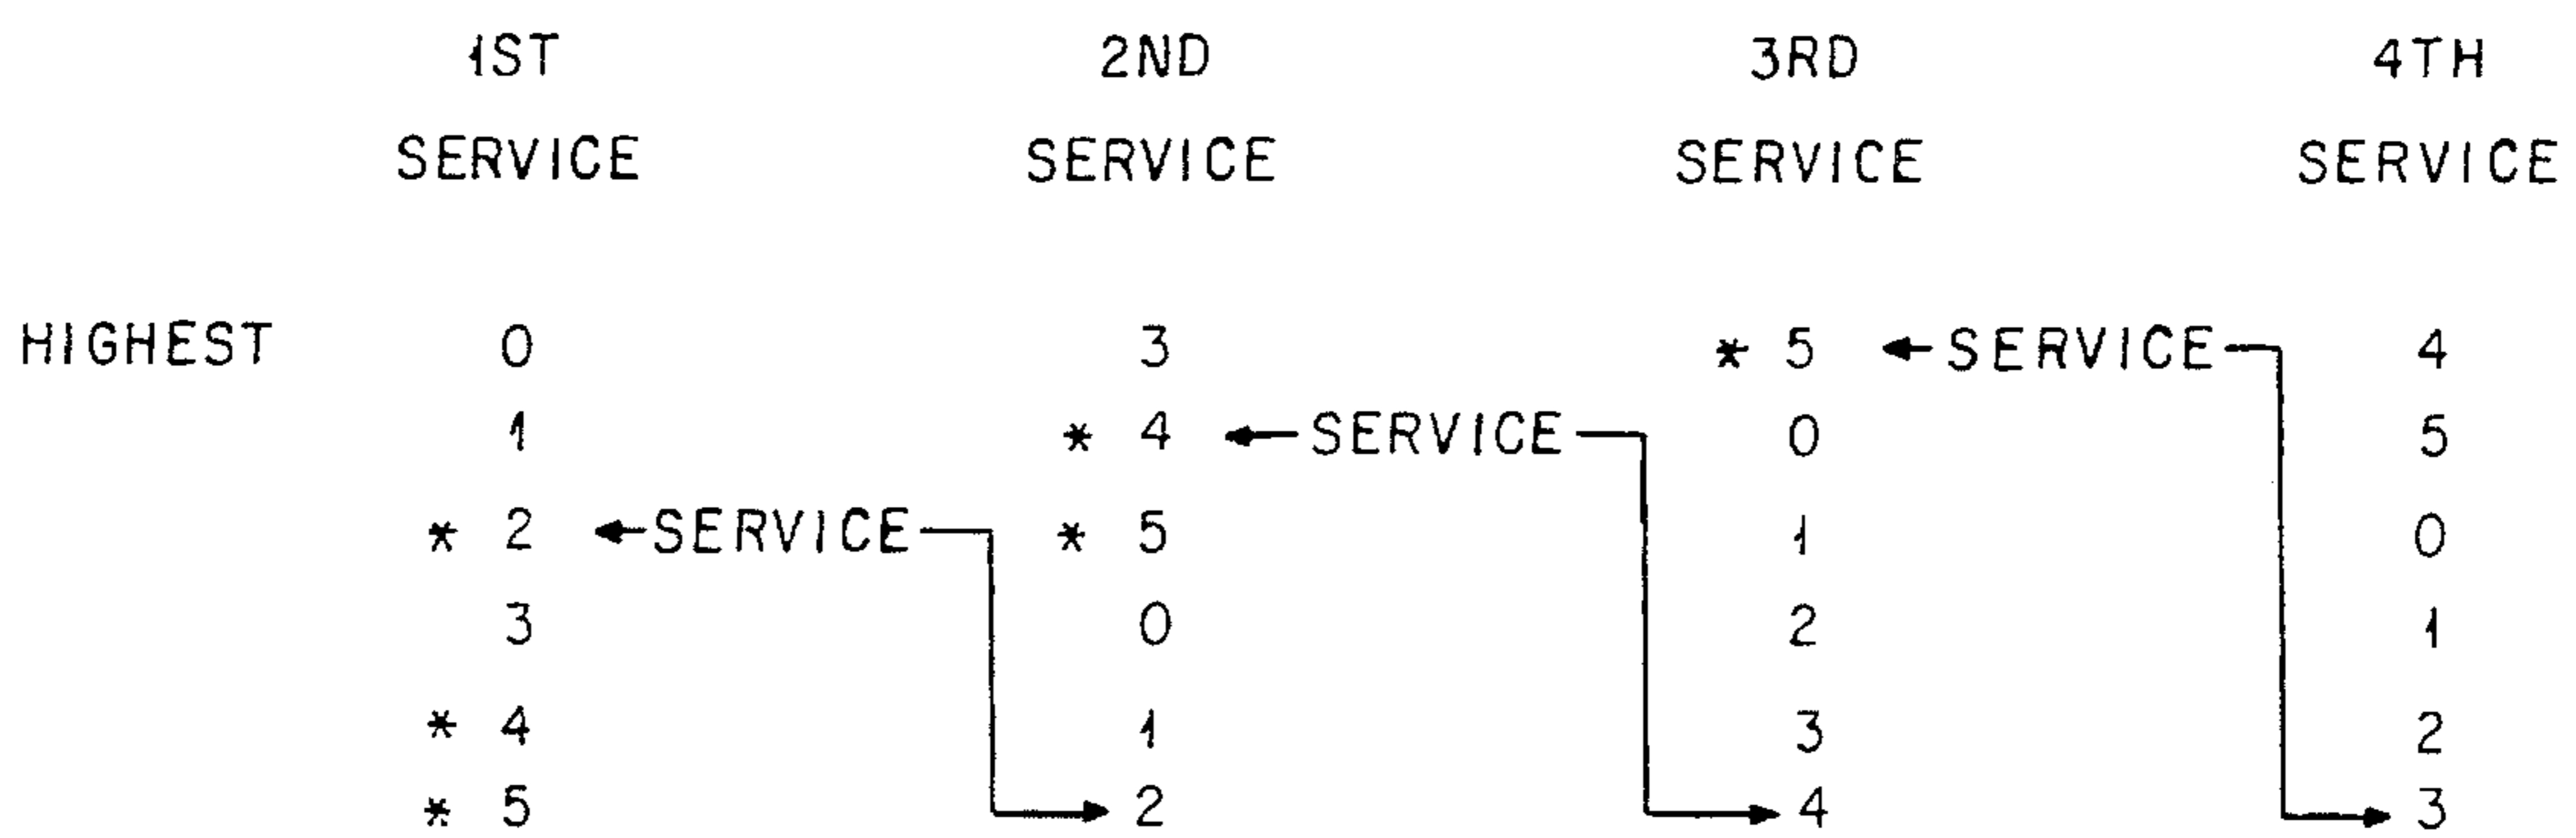 1ST 2ND 3RD 4TH
SERVICE SERVICE SERVICE SERVICE
HIGHEST 0 3 * 5 SERVICE 4
1 * 4 SERVICE 0 5
* 2 SERVICE * 5 1 0
3 0 2 1
* 4 1 3 2
* 5 2 4 3